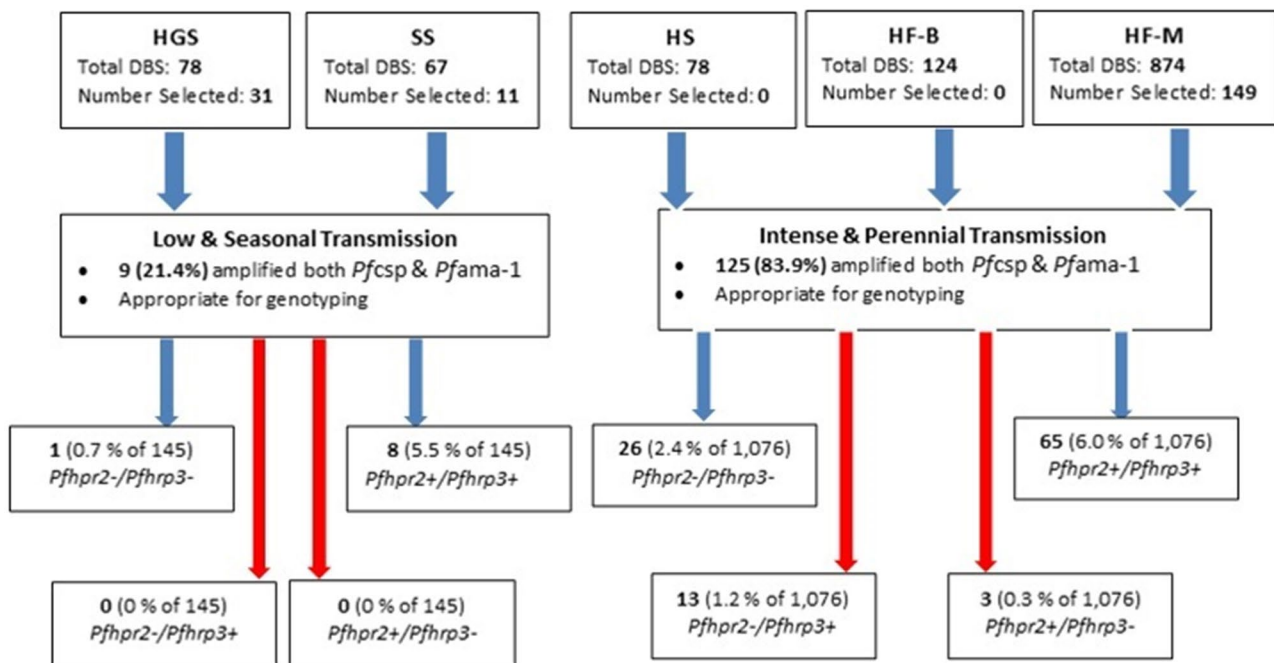 HGS
Total DBS: 78
Number Selected: 31
SS
Total DBS: 67
Number Selected: 11
HS
Total DBS: 78
Number Selected: 0
HF-B
Total DBS: 124
Number Selected: 0
HF-M
Total DBS: 874
Number Selected: 149
Low & Seasonal Transmission
• 9 (21.4%) amplified both Pfcsp & Pfama-1
• Appropriate for genotyping
Intense & Perennial Transmission
• 125 (83.9%) amplified both Pfcsp & Pfama-1
• Appropriate for genotyping
1 (0.7 % of 145)
Pfhpr2-/Pfhrp3-
8 (5.5 % of 145)
Pfhpr2+/Pfhrp3+
26 (2.4 % of 1,076)
Pfhpr2-/Pfhrp3-
65 (6.0 % of 1,076)
Pfhpr2+/Pfhrp3+
0 (0 % of 145)
Pfhpr2-/Pfhrp3+
0 (0 % of 145)
Pfhpr2+/Pfhrp3-
13 (1.2 % of 1,076)
Pfhpr2-/Pfhrp3+
3 (0.3 % of 1,076)
Pfhpr2+/Pfhrp3-